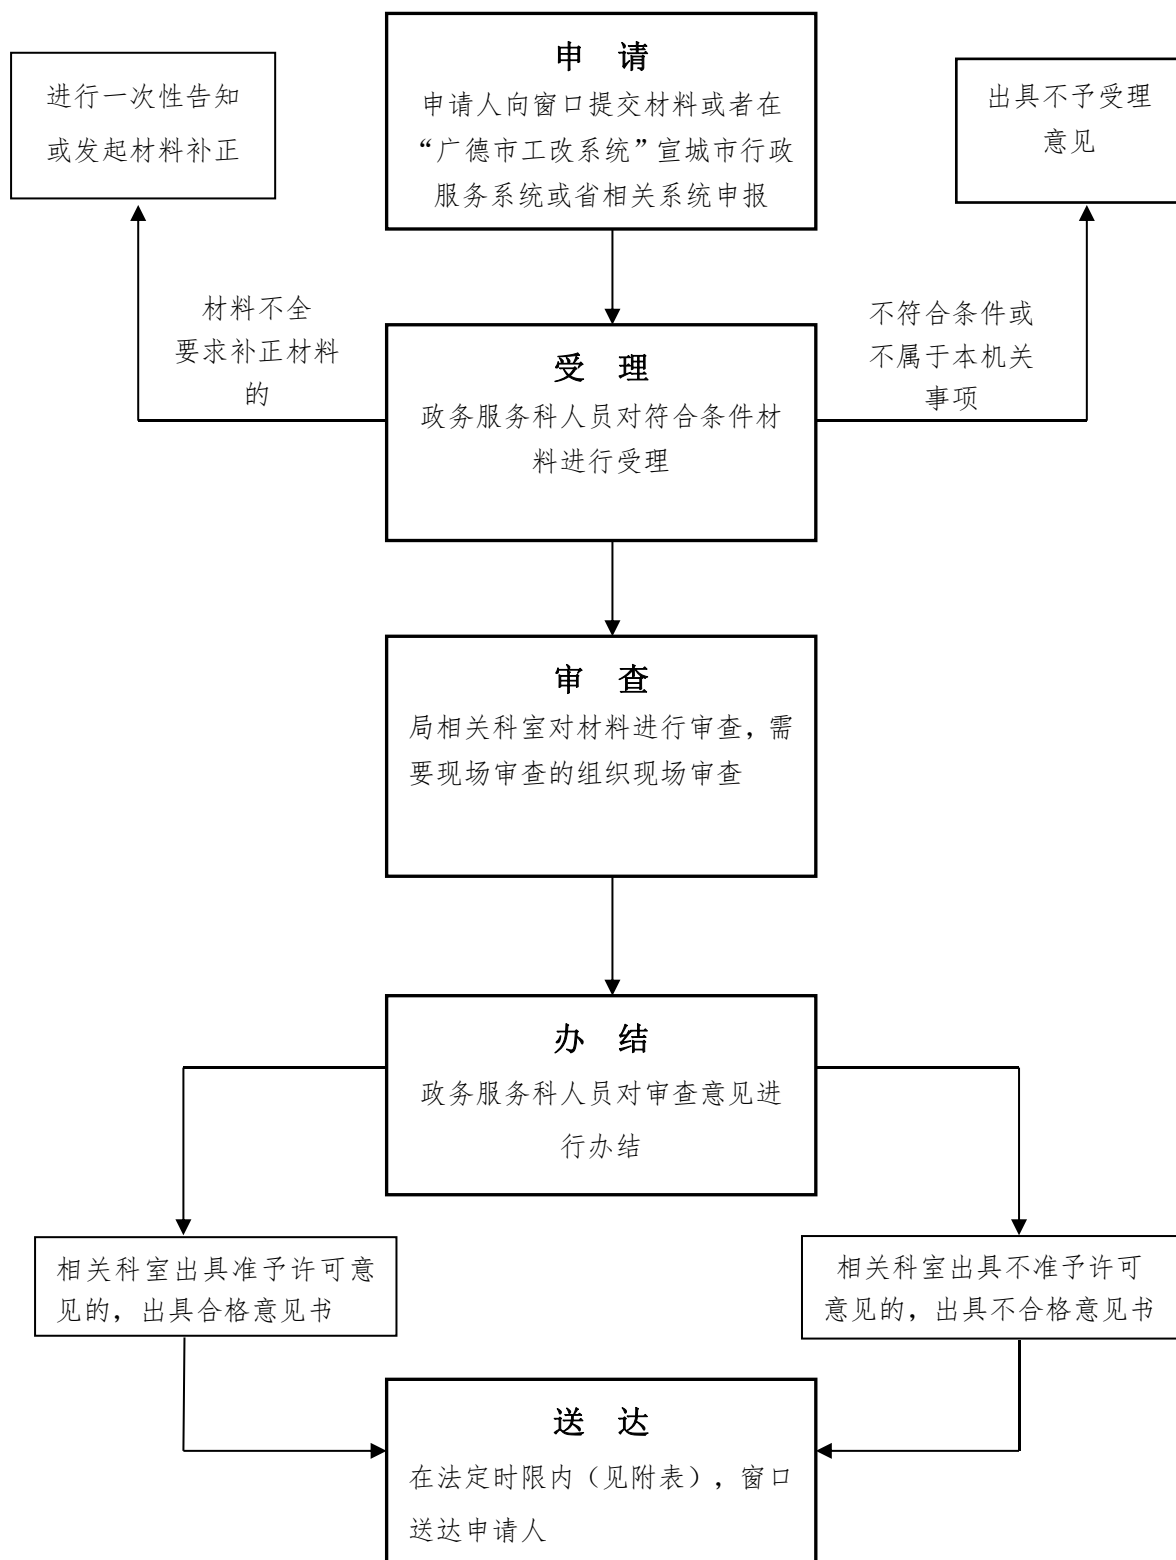 申 请
申请人向窗口提交材料或者在
“广德市工改系统”宣城市行政
服务系统或省相关系统申报
进行一次性告知
或发起材料补正
出具不予受理
意见
材料不全
要求补正材料
的
不符合条件或
不属于本机关
事项
受 理
政务服务科人员对符合条件材
料进行受理
审 查
局相关科室对材料进行审查，需
要现场审查的组织现场审查
办 结
政务服务科人员对审查意见进
行办结
相关科室出具准予许可意
见的，出具合格意见书
相关科室出具不准予许可
意见的，出具不合格意见书
送 达
在法定时限内（见附表），窗口
送达申请人